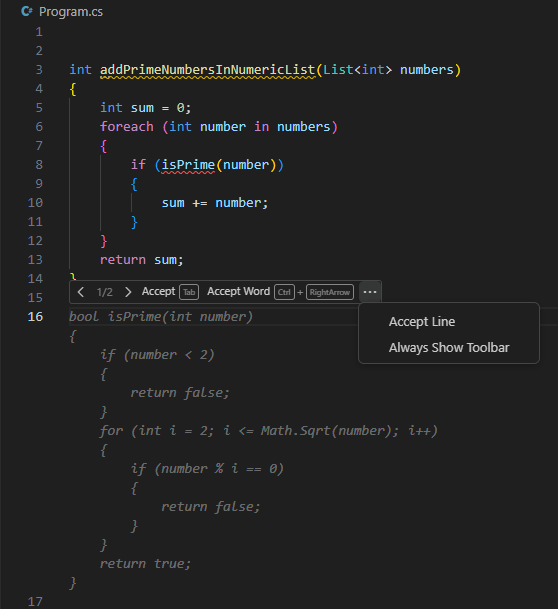 C# Program.cs
1
2
3 int addPrimeNumbersInNumericList(List<int> numbers)
4 {
5 int sum = 0;
6 foreach (int number in numbers)
7 {
8 if (isPrime(number))
9 {
10 sum += number;
11 }
12 }
13 return sum;
14 }
15 < 1/2 > Accept Tab Accept Word Ctrl + RightArrow ...
Accept Line
Always Show Toolbar
16 bool isPrime(int number)
{
if (number < 2)
{
return false;
}
for (int i = 2; i <= Math.Sqrt(number); i++)
{
if (number % i == 0)
{
return false;
}
}
return true;
}
17